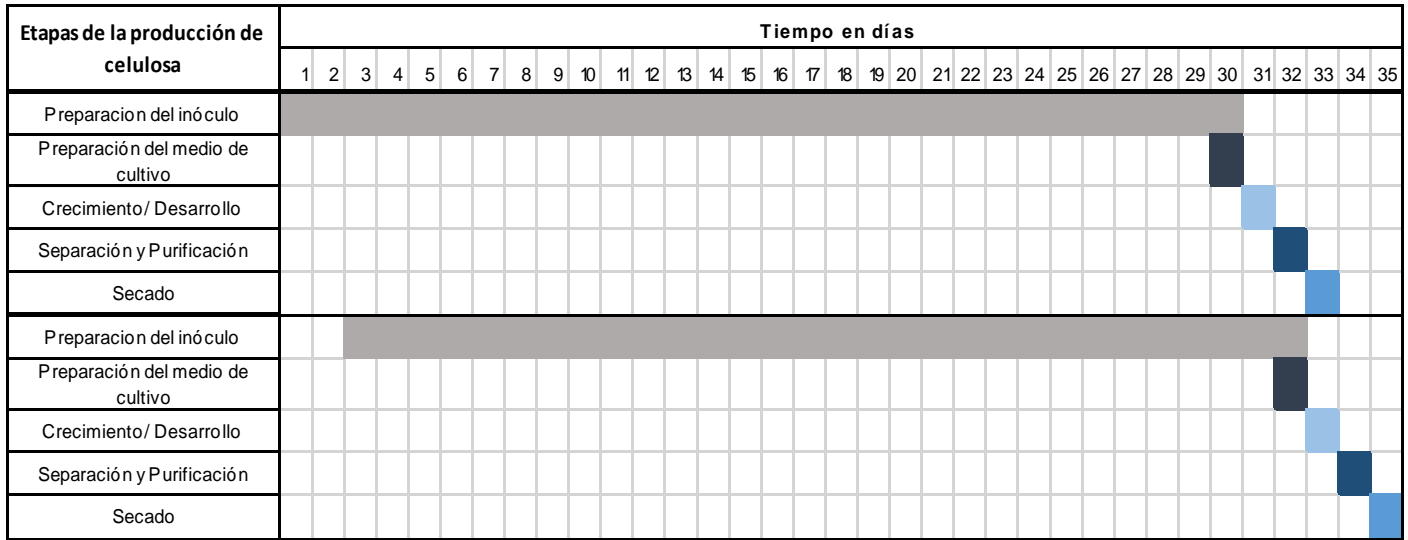 Etapas de la producción de
celulosa
Tiempo en días
1 2 3 4 5 6 7 8 9 10 11 12 13 14 15 16 17 18 19 20 21 22 23 24 25 26 27 28 29 30 31 32 33 34 35
Preparacion del inóculo
Preparación del medio de
cultivo
Crecimiento/ Desarrollo
Separación y Purificación
Secado
Preparacion del inóculo
Preparación del medio de
cultivo
Crecimiento/ Desarrollo
Separación y Purificación
Secado